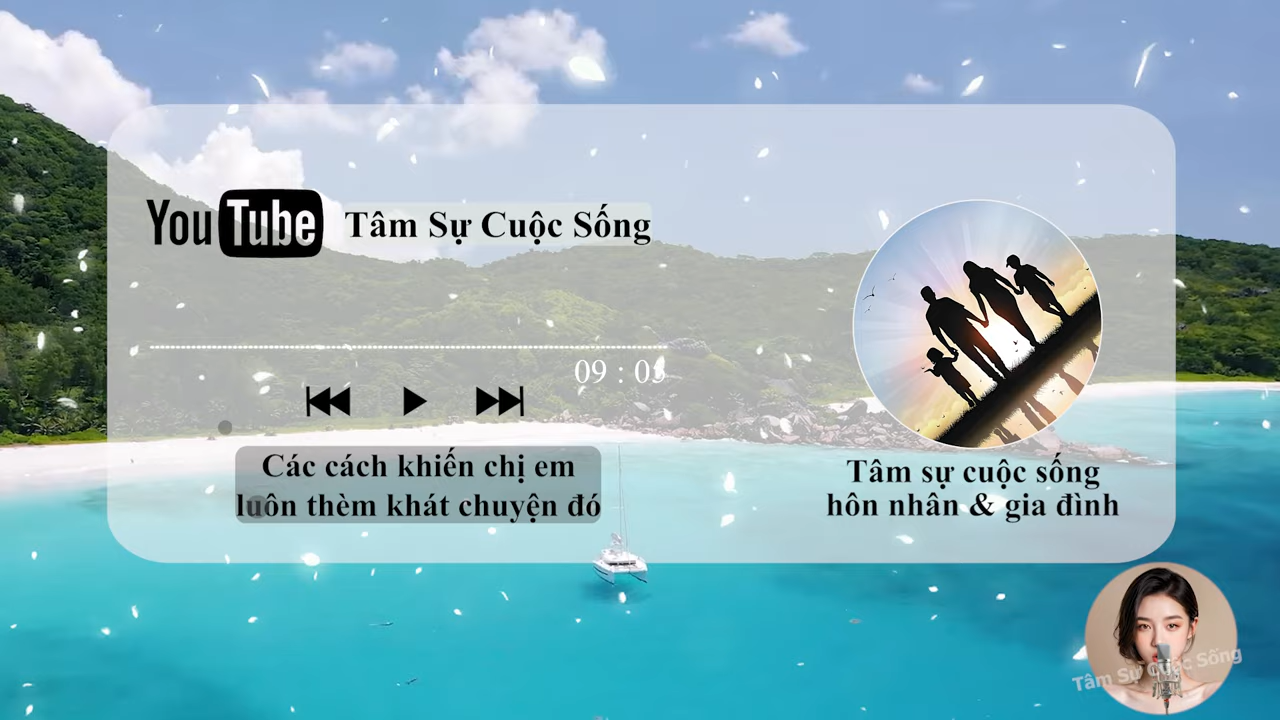 YouTube Tâm Sự Cuộc Sống
Các cách khiến chị em
luôn thèm khát chuyện đó
Tâm sự cuộc sống
hôn nhân & gia đình
Tâm Sự Cuộc Sống